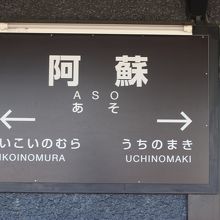 阿蘇
ASO
あそ
← →
いこいのむら うちのまき
IKOINOMURA UCHINOMAKI